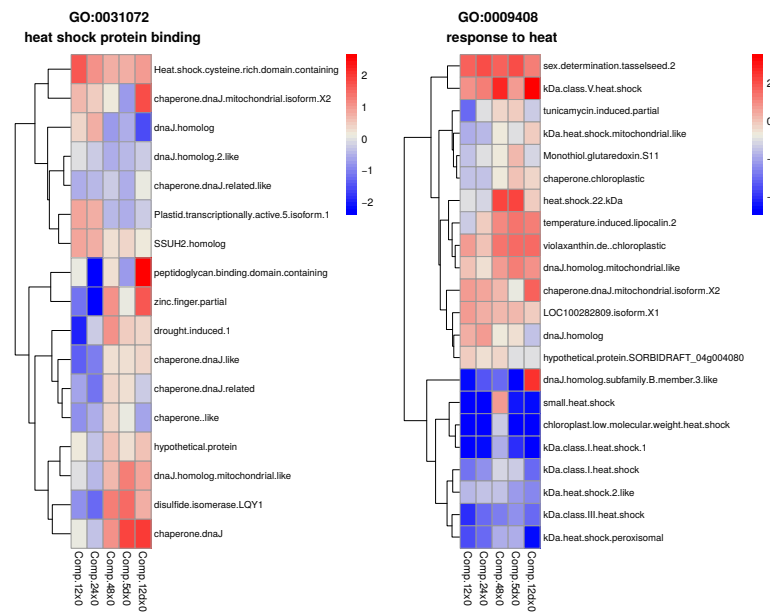 GO:0031072
heat shock protein binding
Heat.shock.cysteine.rich.domain.containing
chaperone.dnaJ.mitochondrial.isoform.X2
dnaJ.homolog
dnaJ.homolog.2.like
chaperone.dnaJ.related.like
Plastid.transcriptionally.active.5.isoform.1
SSUH2.homolog
peptidoglycan.binding.domain.containing
zinc.finger.partial
drought.induced.1
chaperone.dnaJ.like
chaperone.dnaJ.related
chaperone..like
hypothetical.protein
dnaJ.homolog.mitochondrial.like
disulfide.isomerase.LQY1
chaperone.dnaJ
Comp.12x0
Comp.24x0
Comp.48x0
Comp.5dx0
Comp.12dx0
2
1
0
−1
−2
GO:0009408
response to heat
sex.determination.tasselseed.2
kDa.class.V.heat.shock
tunicamycin.induced.partial
kDa.heat.shock.mitochondrial.like
Monothiol.glutaredoxin.S11
chaperone.chloroplastic
heat.shock.22.kDa
temperature.induced.lipocalin.2
violaxanthin.de..chloroplastic
dnaJ.homolog.mitochondrial.like
chaperone.dnaJ.mitochondrial.isoform.X2
LOC100282809.isoform.X1
dnaJ.homolog
hypothetical.protein.SORBIDRAFT_04g004080
dnaJ.homolog.subfamily.B.member.3.like
small.heat.shock
chloroplast.low.molecular.weight.heat.shock
kDa.class.I.heat.shock.1
kDa.class.I.heat.shock
kDa.heat.shock.2.like
kDa.class.III.heat.shock
kDa.heat.shock.peroxisomal
Comp.12x0
Comp.24x0
Comp.48x0
Comp.5dx0
Comp.12dx0
2
0